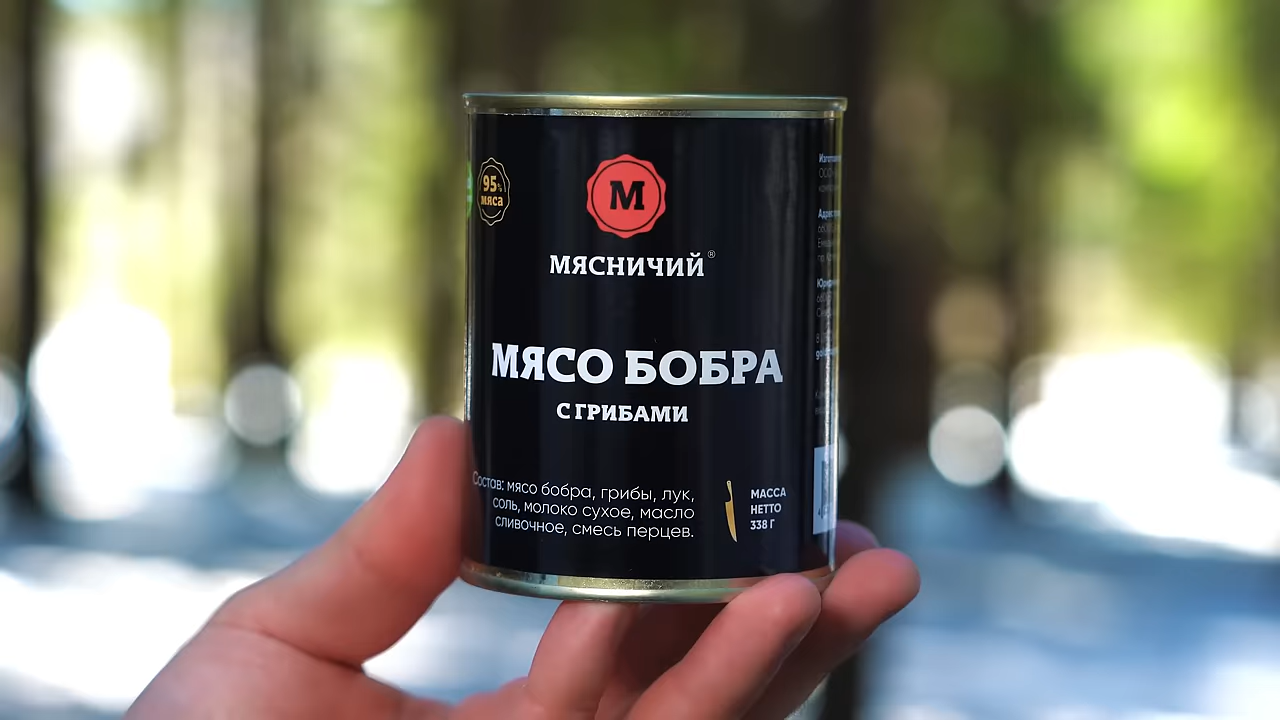 95%
мяса
М
МЯСНИЧИЙ®
МЯСО БОБРА
С ГРИБАМИ
Состав: мясо бобра, грибы, лук,
соль, молоко сухое, масло
сливочное, смесь перцев.
МАССА
НЕТТО
338 Г